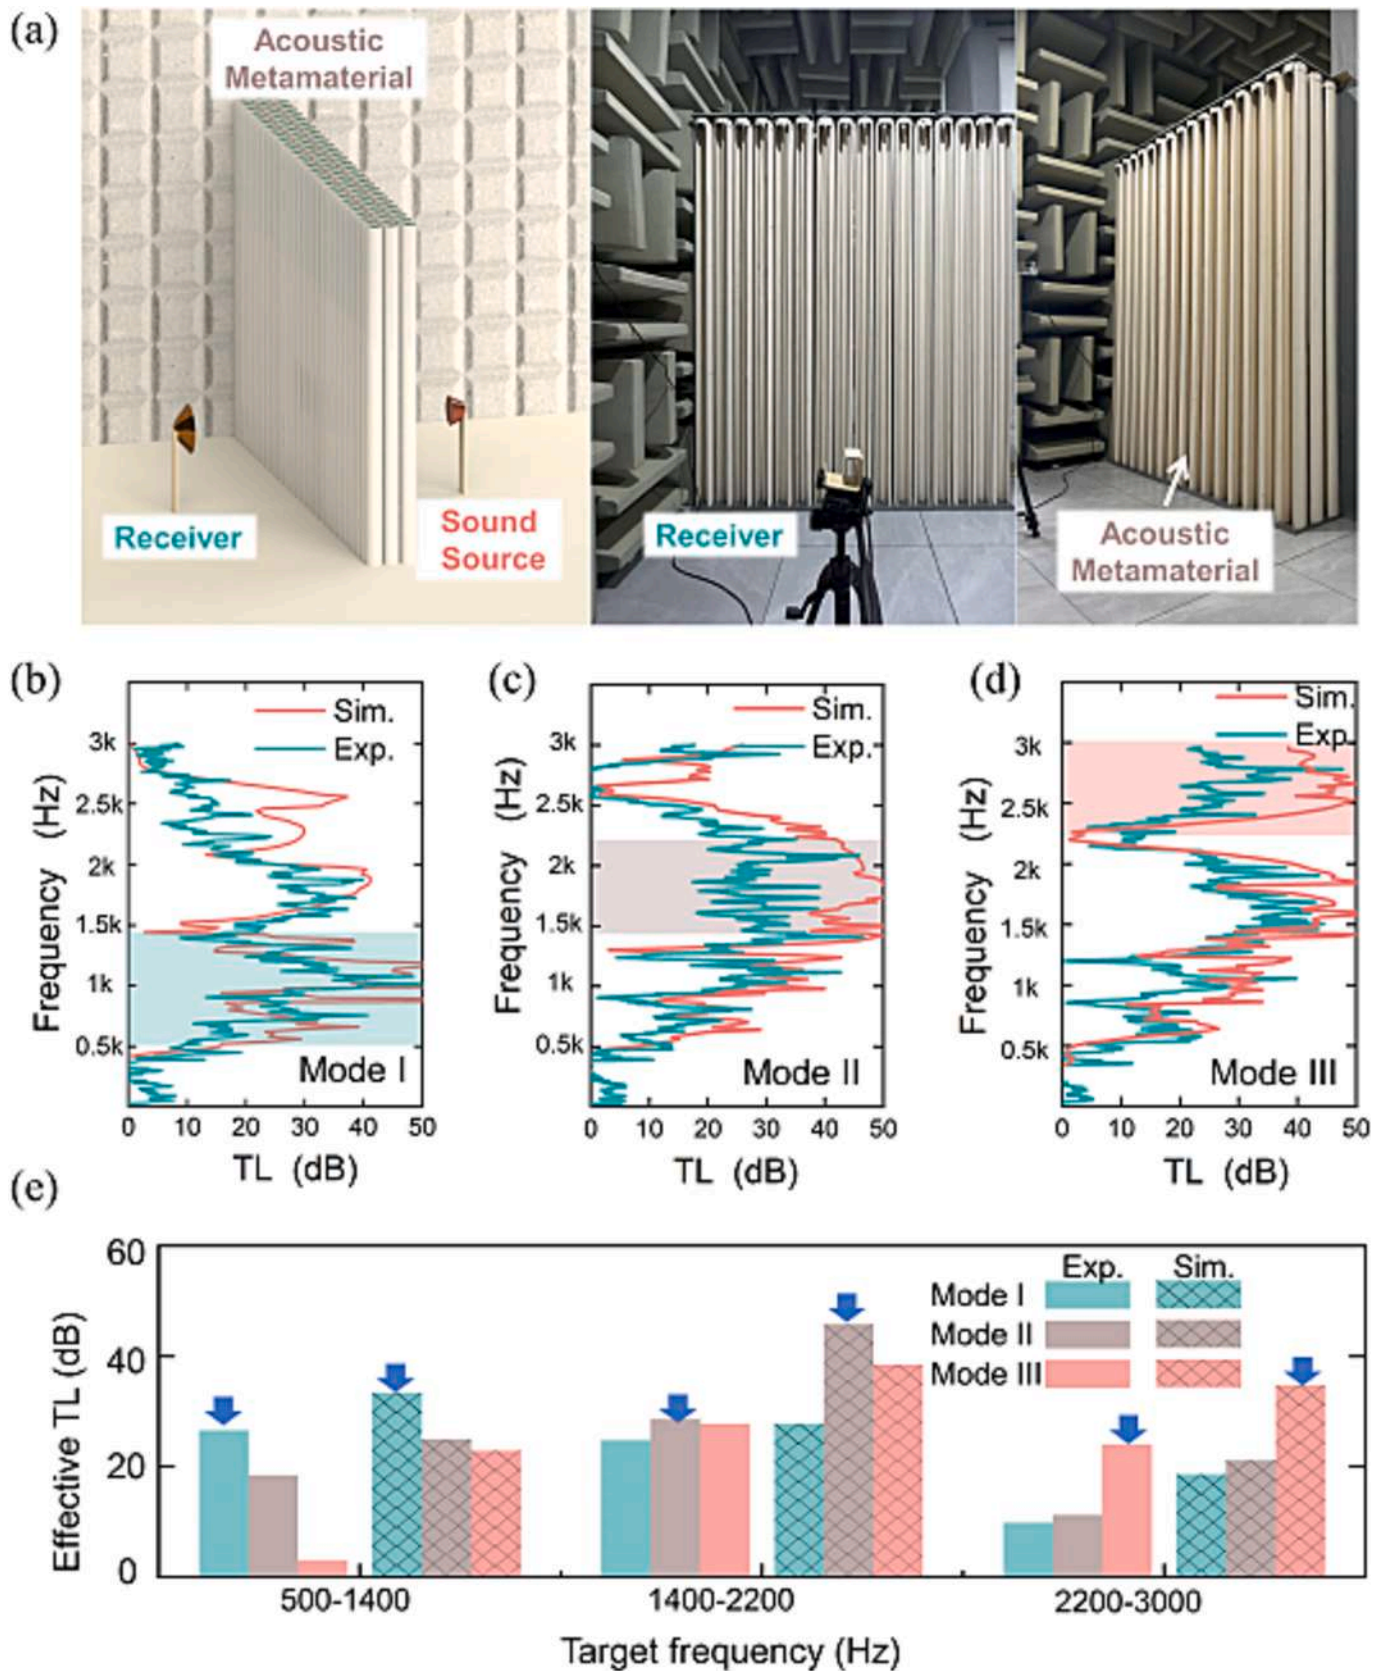 (a)
Acoustic
Metamaterial
Receiver
Sound
Source
Receiver
Acoustic
Metamaterial
(b)
Sim.
Exp.
3k
2.5k
2k
1.5k
1k
0.5k
Frequency (Hz)
Mode I
0 10 20 30 40 50
TL (dB)
(c)
Sim.
Exp.
3k
2.5k
2k
1.5k
1k
0.5k
Frequency (Hz)
Mode II
0 10 20 30 40 50
TL (dB)
(d)
Sim.
Exp
3k
2.5k
2k
1.5k
1k
0.5k
Frequency (Hz)
Mode III
0 10 20 30 40 50
TL (dB)
(e)
60
40
20
0
Effective TL (dB)
Exp. Sim.
Mode I
Mode II
Mode III
500-1400 1400-2200 2200-3000
Target frequency (Hz)